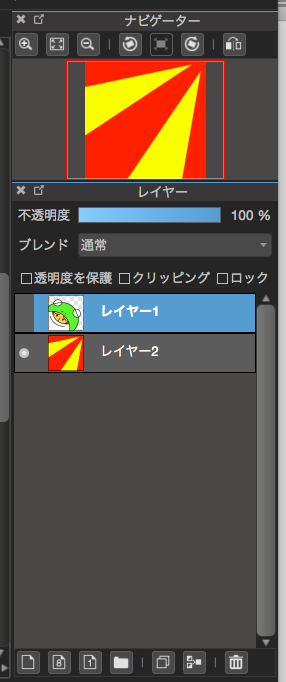 ナビゲーター
レイヤー
不透明度 100 %
ブレンド 通常
透明度を保護 クリッピング ロック
レイヤー1
レイヤー2
8 1